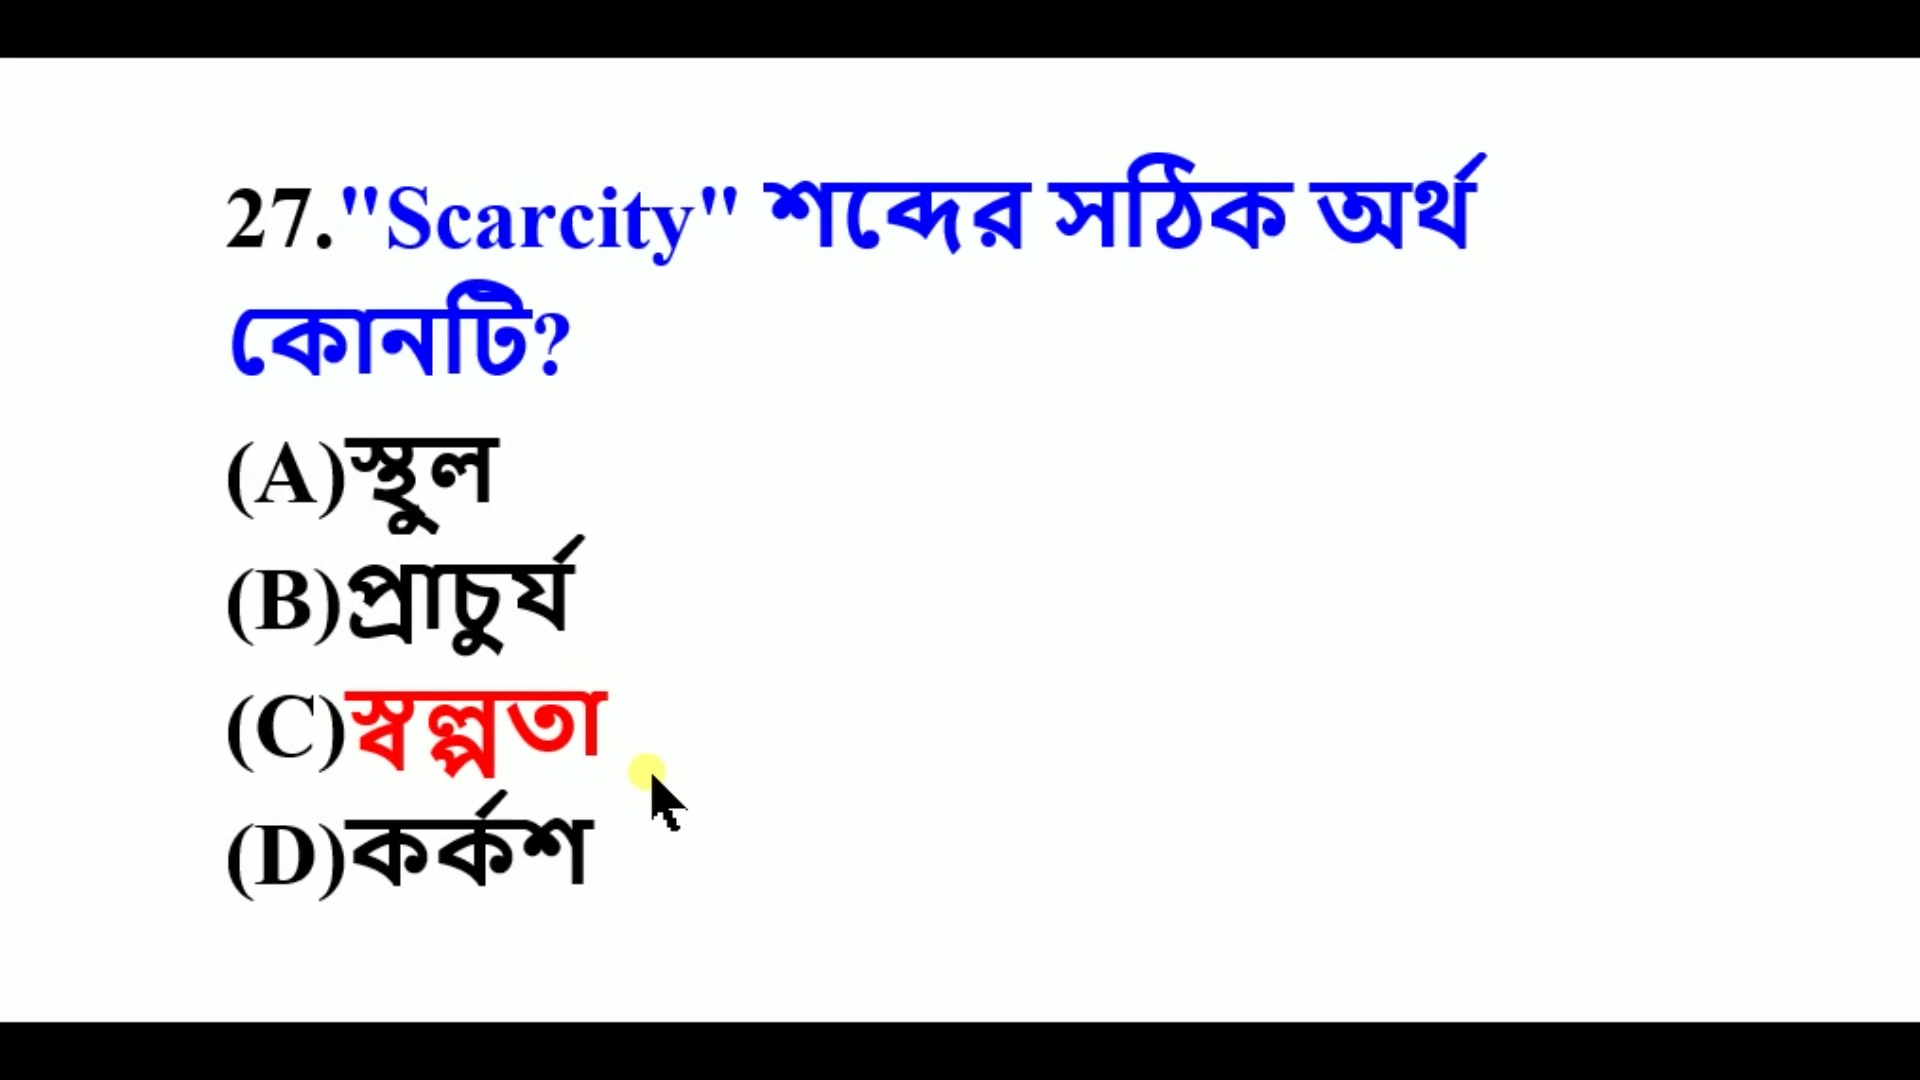 27."Scarcity" শব্দের সঠিক অর্থ
কোনটি?
(A)স্থুল
(B)প্রাচুর্য
(C)স্বল্পতা
(D)কর্কশ